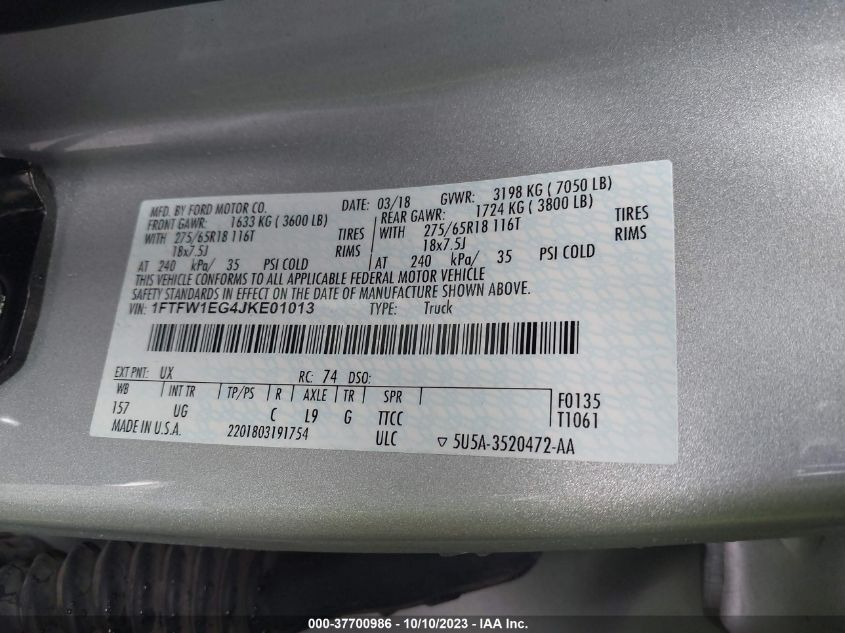 MFD. BY FORD MOTOR CO. DATE: 03/18 GVWR: 3198 KG ( 7050 LB)
FRONT GAWR: 1633 KG ( 3600 LB) REAR GAWR: 1724 KG ( 3800 LB)
WITH 275/65R18 116T TIRES WITH 275/65R18 116T TIRES
18x7.5J RIMS 18x7.5J RIMS
AT 240 kPa/ 35 PSI COLD AT 240 kPa/ 35 PSI COLD
THIS VEHICLE CONFORMS TO ALL APPLICABLE FEDERAL MOTOR VEHICLE
SAFETY STANDARDS IN EFFECT ON THE DATE OF MANUFACTURE SHOWN ABOVE.
VIN: 1FTFW1EG4JKE01013 TYPE: Truck
EXT PNT: UX RC: 74 DSO:
WB INT TR TP/PS R AXLE TR SPR F0135
157 UG C L9 G TTCC T1061
MADE IN U.S.A. 2201803191754 ULC ▽ 5U5A-3520472-AA
000-37700986 - 10/10/2023 - IAA Inc.